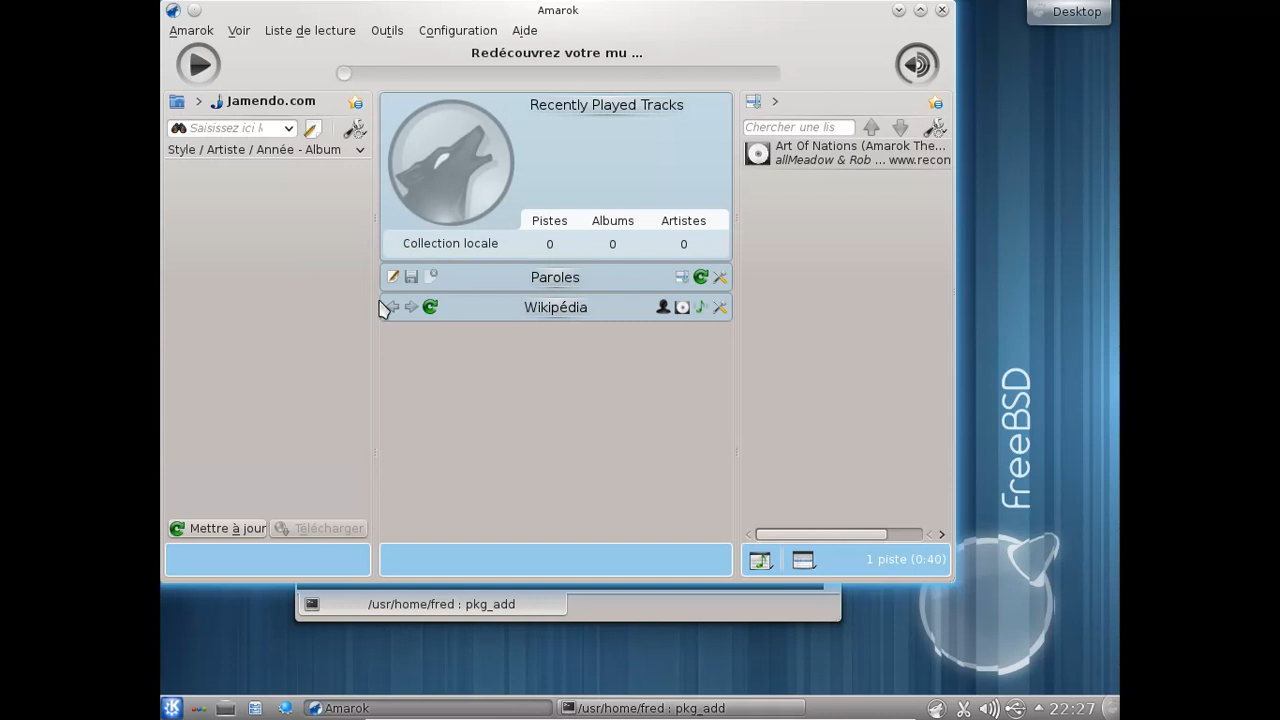 Amarok
Desktop
Amarok Voir Liste de lecture Outils Configuration Aide
Redécouvrez votre mu ...
Jamendo.com
Saisissez ici l
Style / Artiste / Année - Album
Mettre à jour Télécharger
Recently Played Tracks
Pistes Albums Artistes
Collection locale 0 0 0
Paroles
Wikipédia
Chercher une lis
Art Of Nations (Amarok The...
allMeadow & Rob ... www.recon
1 piste (0:40)
/usr/home/fred : pkg_add
freeBSD
Amarok
/usr/home/fred : pkg_add
22:27